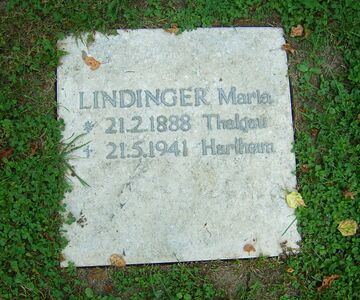 LINDINGER Maria
* 21.2.1888 Thalgau
+ 21.5.1941 Hartheim